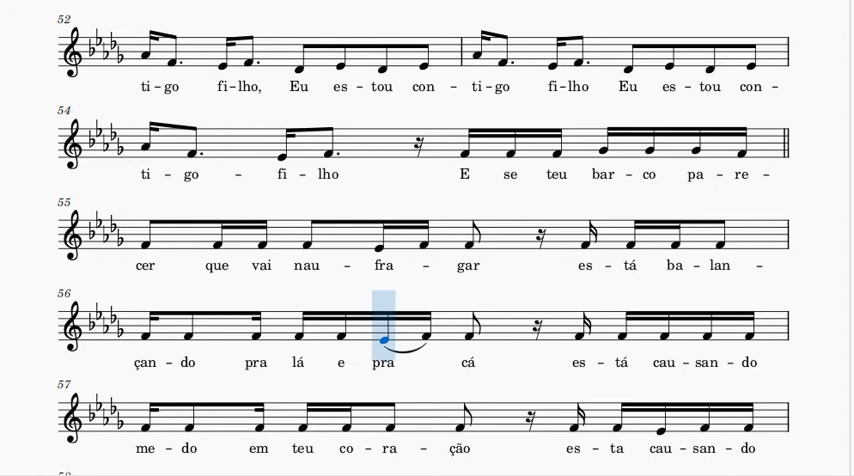 52
ti - go fi - lho, Eu es - tou con - ti - go fi - lho Eu es - tou con -
54
ti - go - fi - lho E se teu bar - co pa - re -
55
cer que vai nau - fra - gar es - tá ba - lan -
56
çan - do pra lá e pra cá es - tá cau - san - do
57
me - do em teu co - ra - ção es - ta cau - san - do